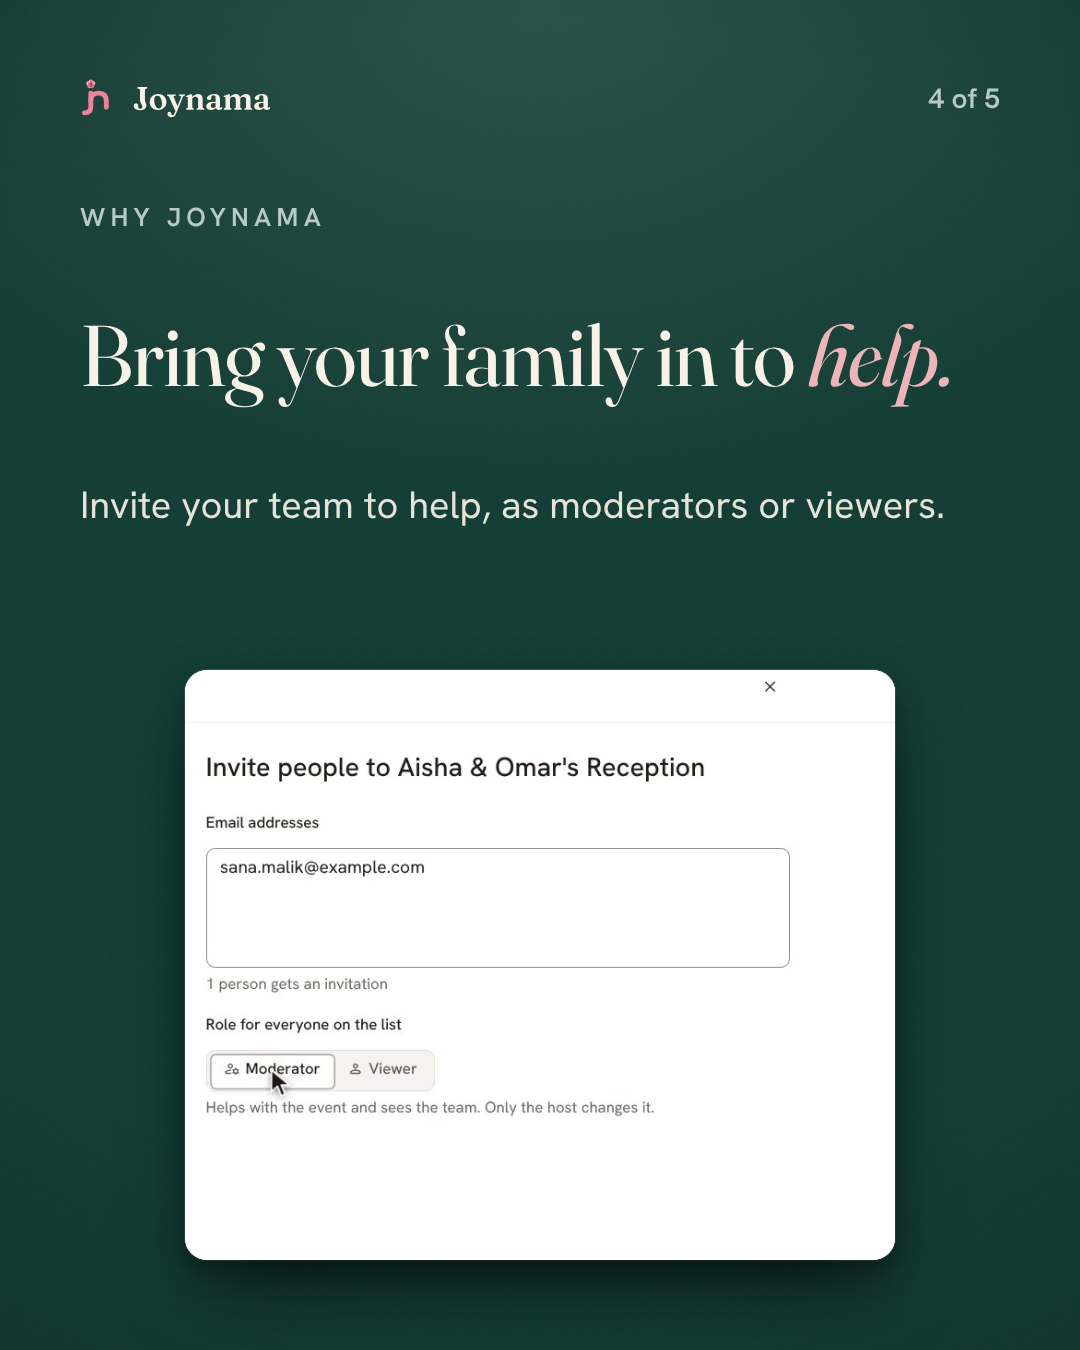 Joynama
4 of 5
WHY JOYNAMA
Bring your family in to help.
Invite your team to help, as moderators or viewers.
Invite people to Aisha & Omar's Reception
Email addresses
sana.malik@example.com
1 person gets an invitation
Role for everyone on the list
Moderator
Viewer
Helps with the event and sees the team. Only the host changes it.